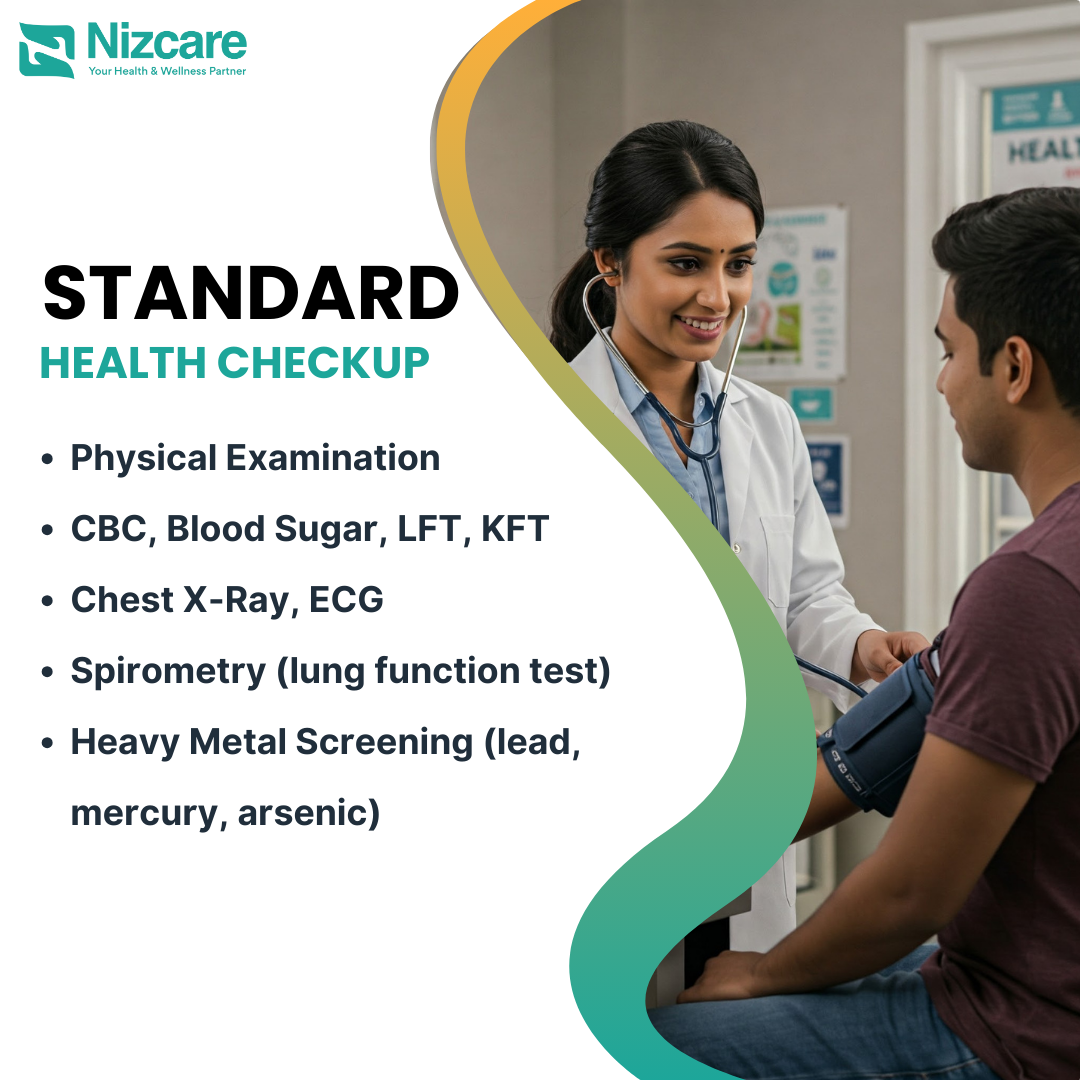 Nizcare
Your Health & Wellness Partner
STANDARD
HEALTH CHECKUP
• Physical Examination
• CBC, Blood Sugar, LFT, KFT
• Chest X-Ray, ECG
• Spirometry (lung function test)
• Heavy Metal Screening (lead,
mercury, arsenic)
HEALT